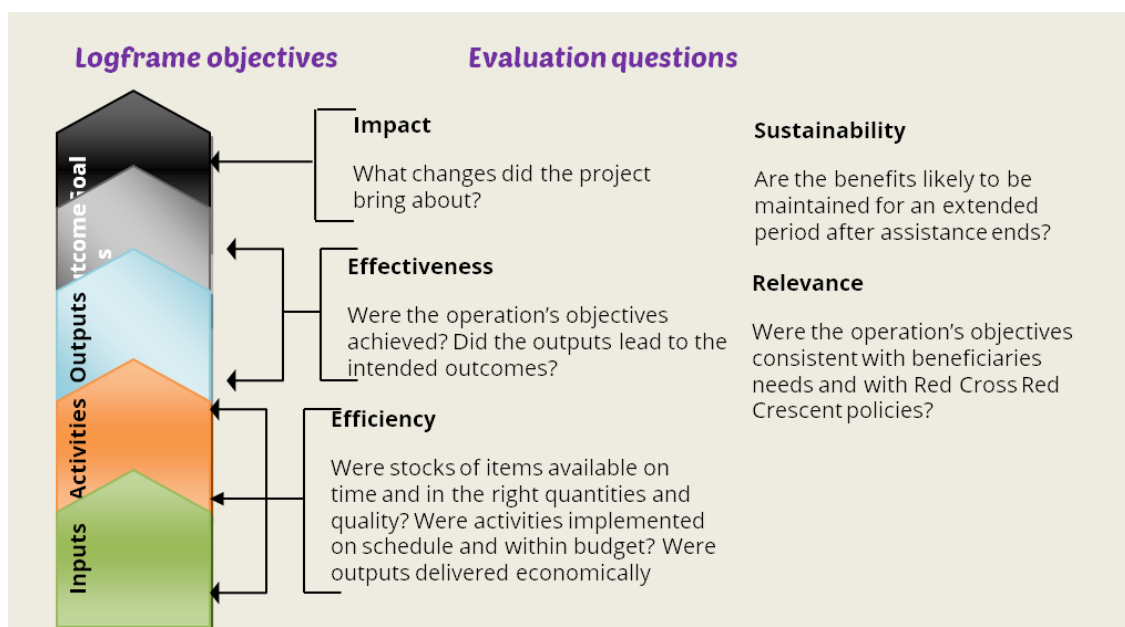 Logframe objectives
Evaluation questions
oal
utcome
s
Outputs
Activities
Inputs
Impact
What changes did the project
bring about?
Effectiveness
Were the operation’s objectives
achieved? Did the outputs lead to the
intended outcomes?
Efficiency
Were stocks of items available on
time and in the right quantities and
quality? Were activities implemented
on schedule and within budget? Were
outputs delivered economically
Sustainability
Are the benefits likely to be
maintained for an extended
period after assistance ends?
Relevance
Were the operation’s objectives
consistent with beneficiaries
needs and with Red Cross Red
Crescent policies?